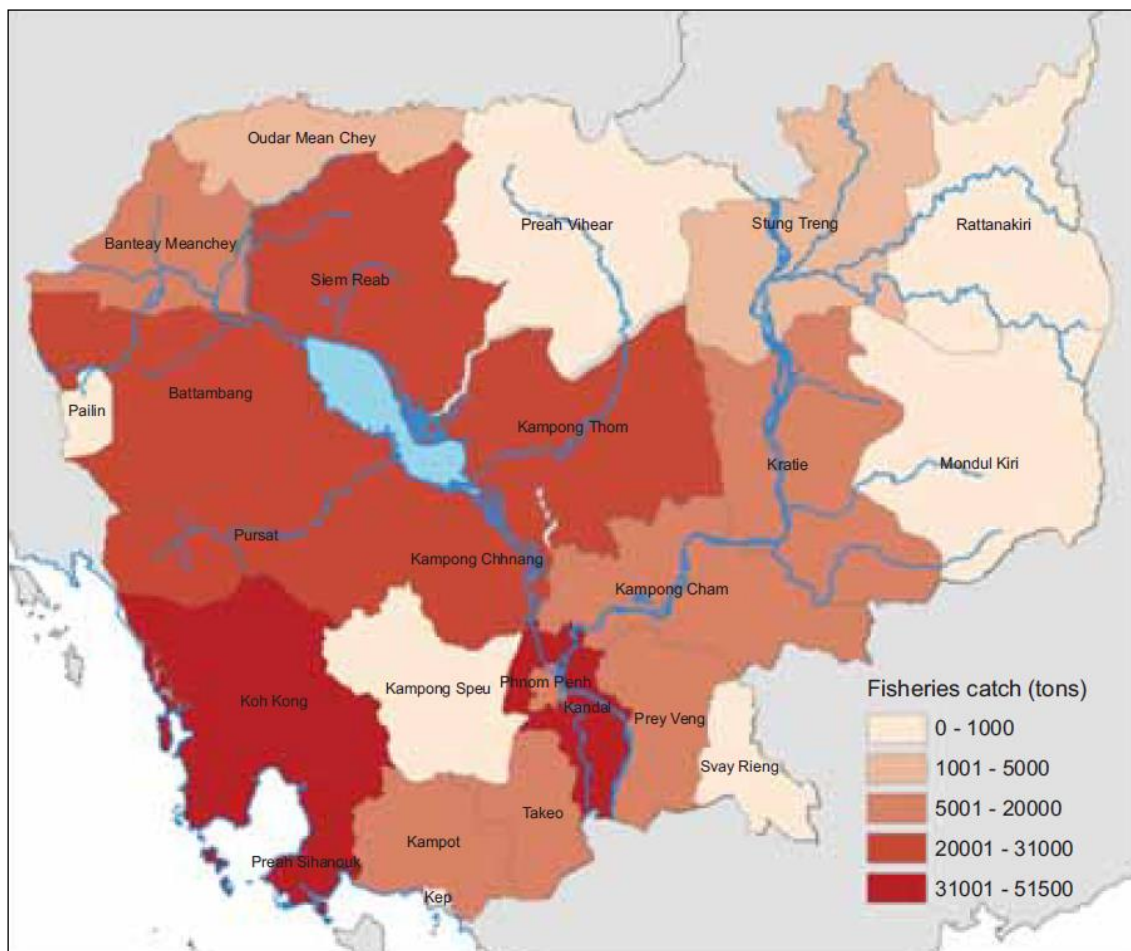 Oudar Mean Chey
Banteay Meanchey
Preah Vihear
Stung Treng
Rattanakiri
Siem Reab
Battambang
Pailin
Kampong Thom
Kratie
Mondul Kiri
Pursat
Kampong Chhnang
Kampong Cham
Koh Kong
Kampong Speu
Phnom Penh
Kandal
Prey Veng
Svay Rieng
Takeo
Kampot
Preah Sihanouk
Kep
Fisheries catch (tons)
0 - 1000
1001 - 5000
5001 - 20000
20001 - 31000
31001 - 51500